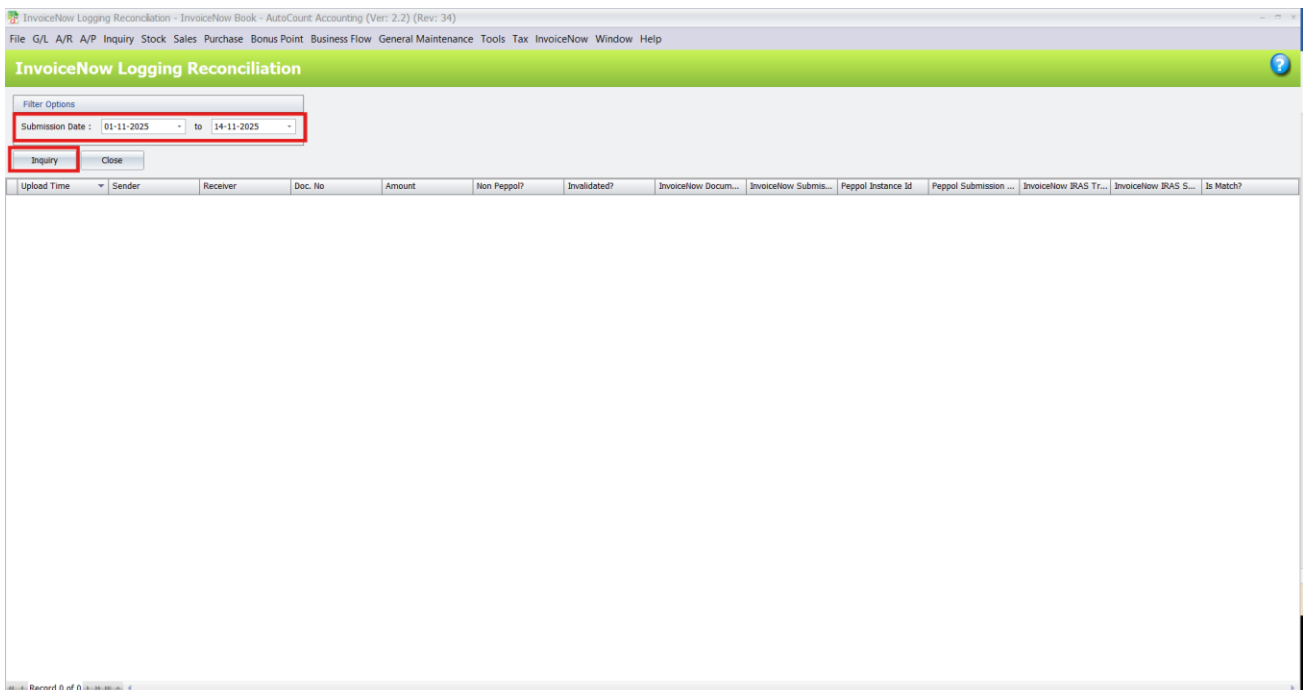 InvoiceNow Logging Reconciliation - InvoiceNow Book - AutoCount Accounting (Ver: 2.2) (Rev: 34)
File G/L A/R A/P Inquiry Stock Sales Purchase Bonus Point Business Flow General Maintenance Tools Tax InvoiceNow Window Help
InvoiceNow Logging Reconciliation
Filter Options
Submission Date : 01-11-2025 to 14-11-2025
Inquiry Close
Upload Time Sender Receiver Doc. No Amount Non Peppol? Invalidated? InvoiceNow Docum... InvoiceNow Submis... Peppol Instance Id Peppol Submission ... InvoiceNow IRAS Tr... InvoiceNow IRAS S... Is Match?
Record 0 of 0